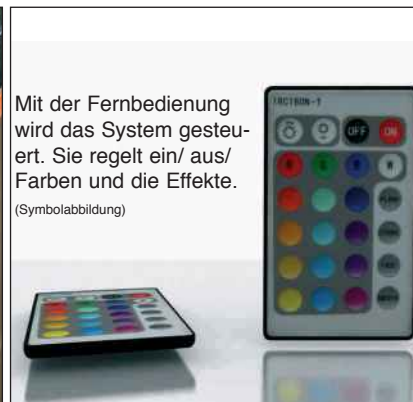 Mit der Fernbedienung
wird das System gesteu-
ert. Sie regelt ein/ aus/
Farben und die Effekte.
(Symbolabbildung)
OFF
ON
R
G
B
W